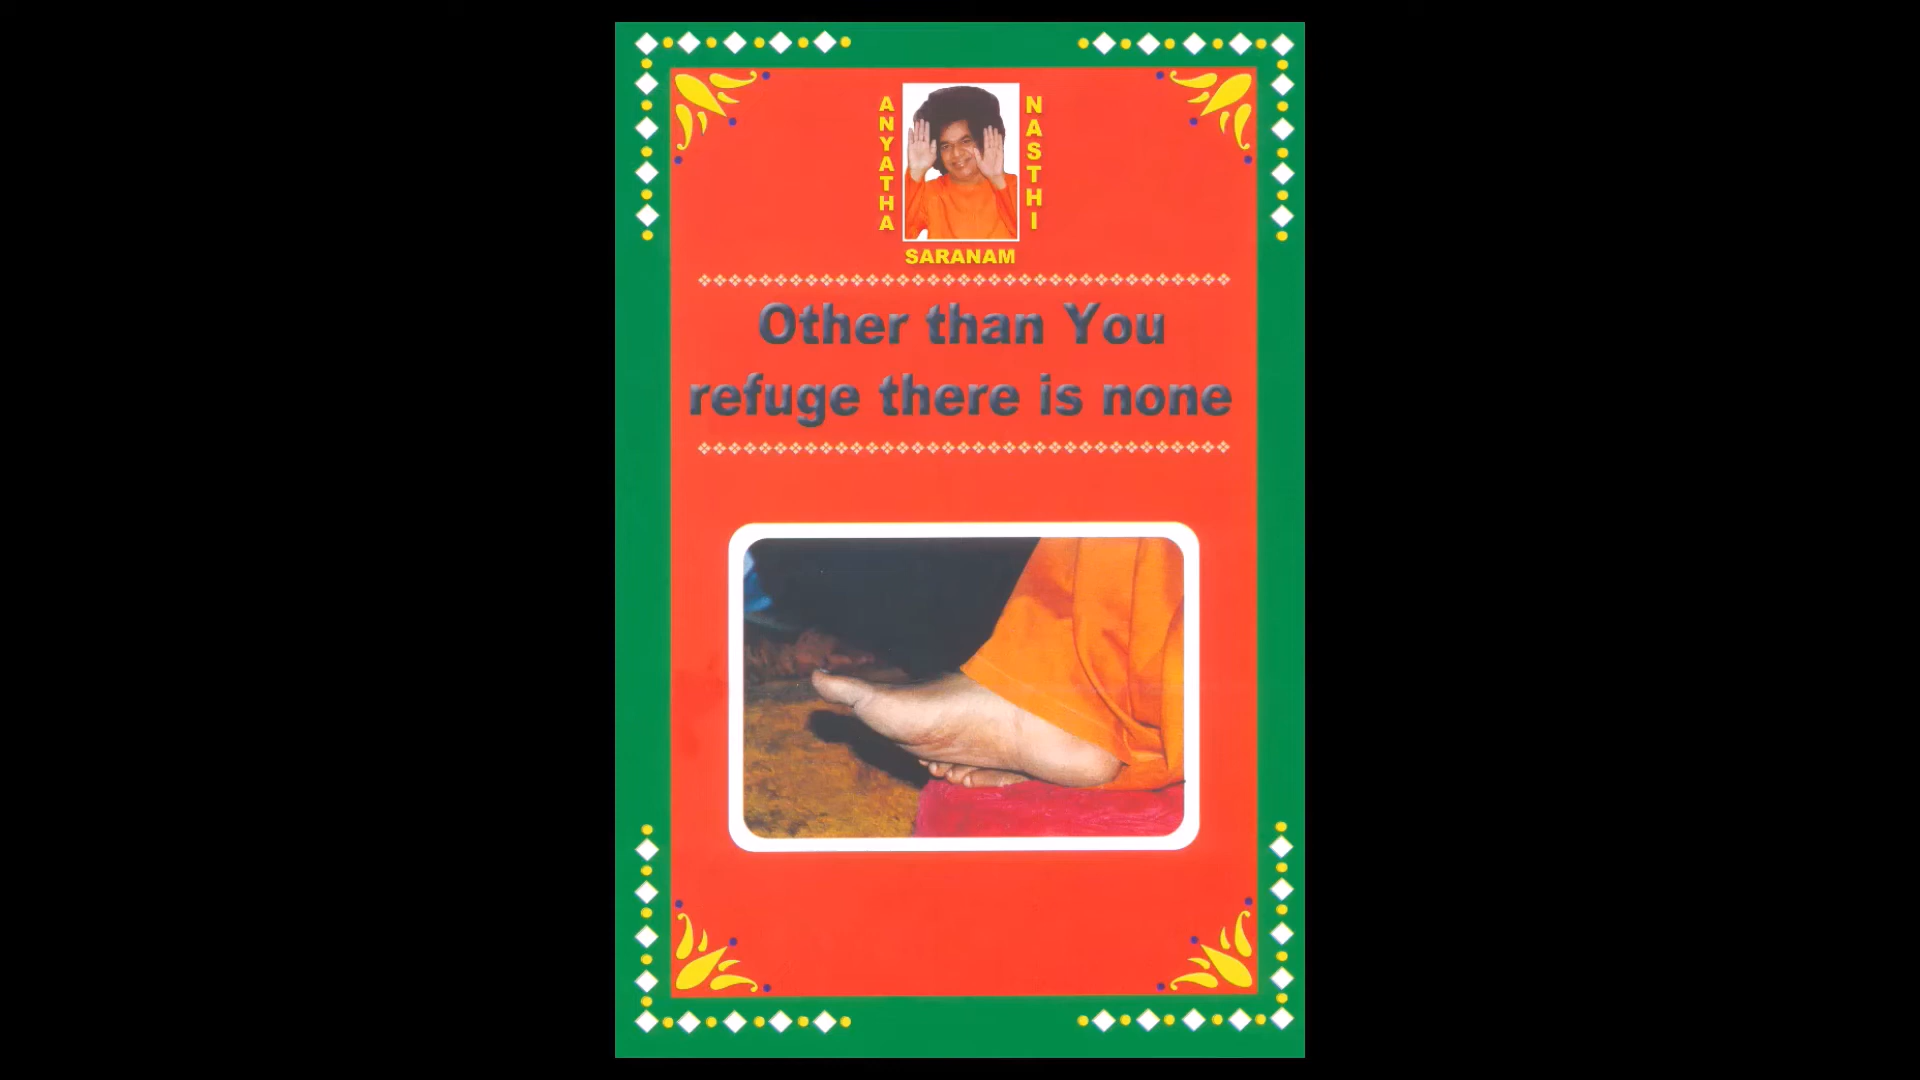 ANYATHA
NASTHI
SARANAM
Other than You
refuge there is none